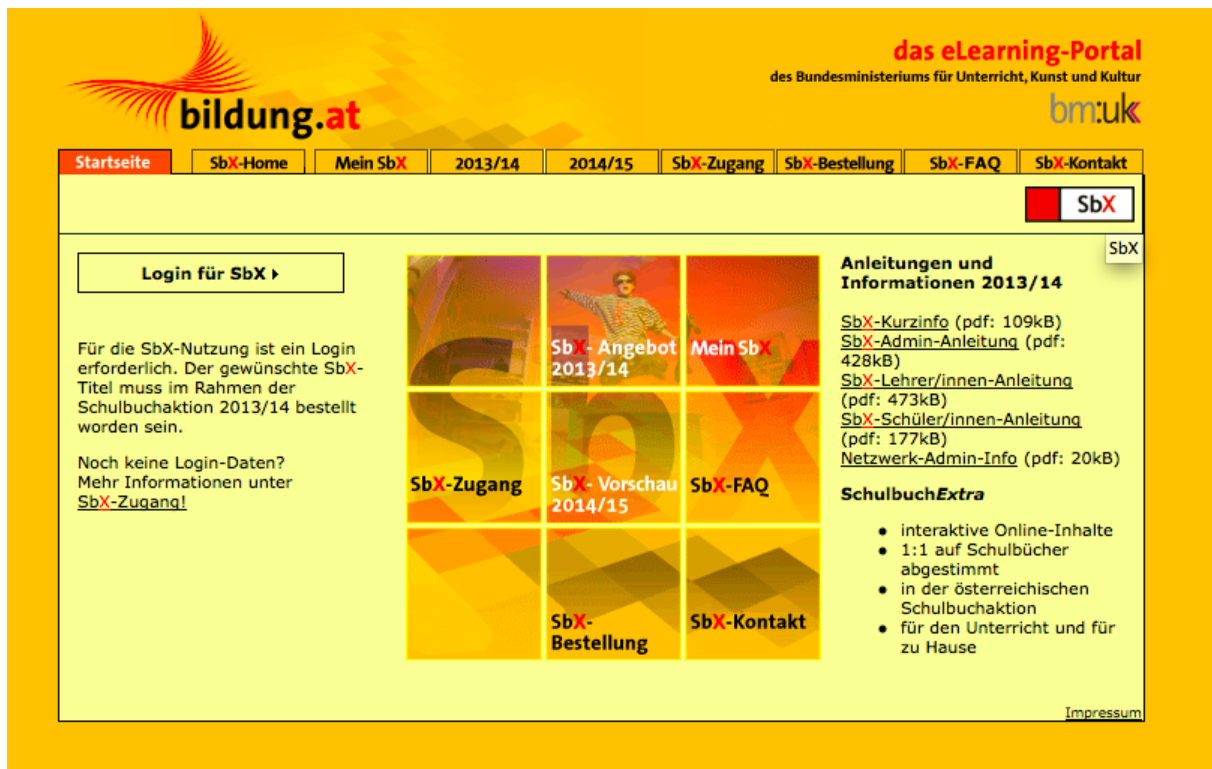 das eLearning-Portal
des Bundesministeriums für Unterricht, Kunst und Kultur
bildung.at
bm:uk
Startseite SbX-Home Mein SbX 2013/14 2014/15 SbX-Zugang SbX-Bestellung SbX-FAQ SbX-Kontakt
SbX
SbX
Login für SbX
Für die SbX-Nutzung ist ein Login
erforderlich. Der gewünschte SbX-
Titel muss im Rahmen der
Schulbuchaktion 2013/14 bestellt
worden sein.
Noch keine Login-Daten?
Mehr Informationen unter
SbX-Zugang!
SbX
SbX- Angebot
2013/14
Mein SbX
SbX-Zugang
SbX- Vorschau
2014/15
SbX-FAQ
SbX-
Bestellung
SbX-Kontakt
Anleitungen und
Informationen 2013/14
SbX-Kurzinfo (pdf: 109kB)
SbX-Admin-Anleitung (pdf:
428kB)
SbX-Lehrer/innen-Anleitung
(pdf: 473kB)
SbX-Schüler/innen-Anleitung
(pdf: 177kB)
Netzwerk-Admin-Info (pdf: 20kB)
SchulbuchExtra
● interaktive Online-Inhalte
● 1:1 auf Schulbücher
abgestimmt
● in der österreichischen
Schulbuchaktion
● für den Unterricht und für
zu Hause
Impressum